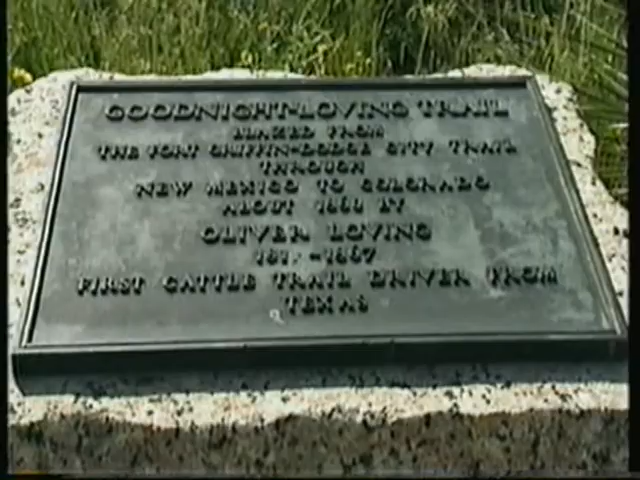 GOODNIGHT-LOVING TRAIL
BLAZED FROM
THE FORT GRIFFIN-DODGE CITY TRAIL
THROUGH
NEW MEXICO TO COLORADO
ABOUT BY
OLIVER LOVING
FIRST CATTLE TRAIL DRIVER FROM
TEXAS